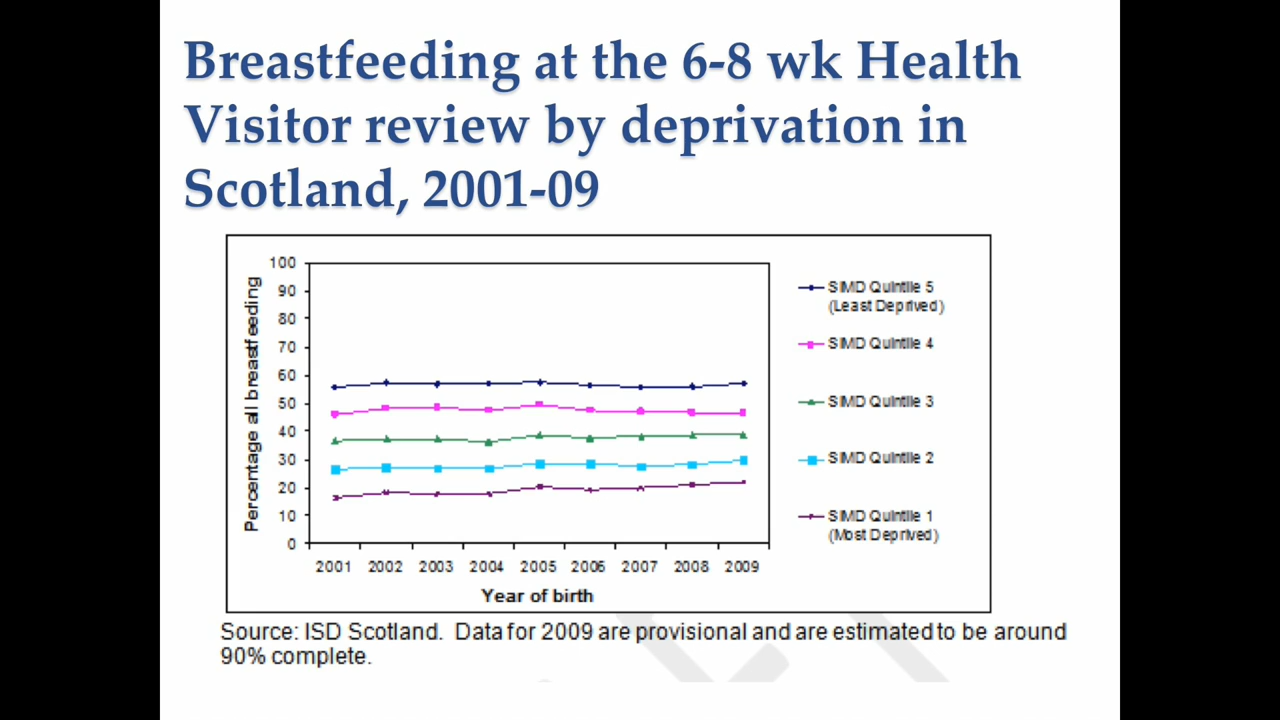 Breastfeeding at the 6-8 wk Health
Visitor review by deprivation in
Scotland, 2001-09
Percentage all breastfeeding
100
90
80
70
60
50
40
30
20
10
0
2001 2002 2003 2004 2005 2006 2007 2008 2009
Year of birth
SIMD Quintile 5
(Least Deprived)
SIMD Quintile 4
SIMD Quintile 3
SIMD Quintile 2
SIMD Quintile 1
(Most Deprived)
Source: ISD Scotland. Data for 2009 are provisional and are estimated to be around
90% complete.